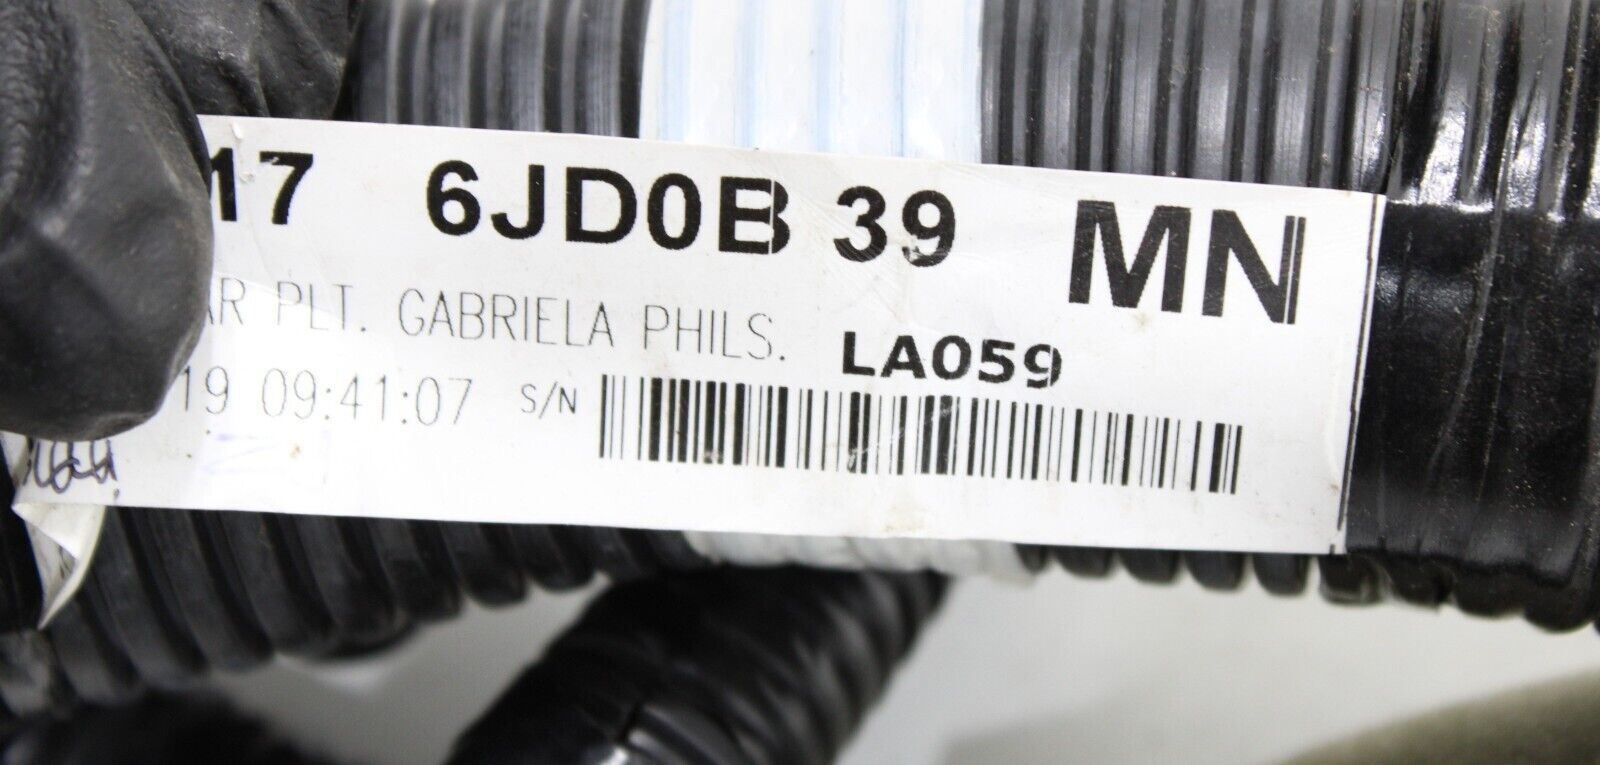 17 6JD0B 39 MN
AR PLT. GABRIELA PHILS. LA059
19 09:41:07 S/N